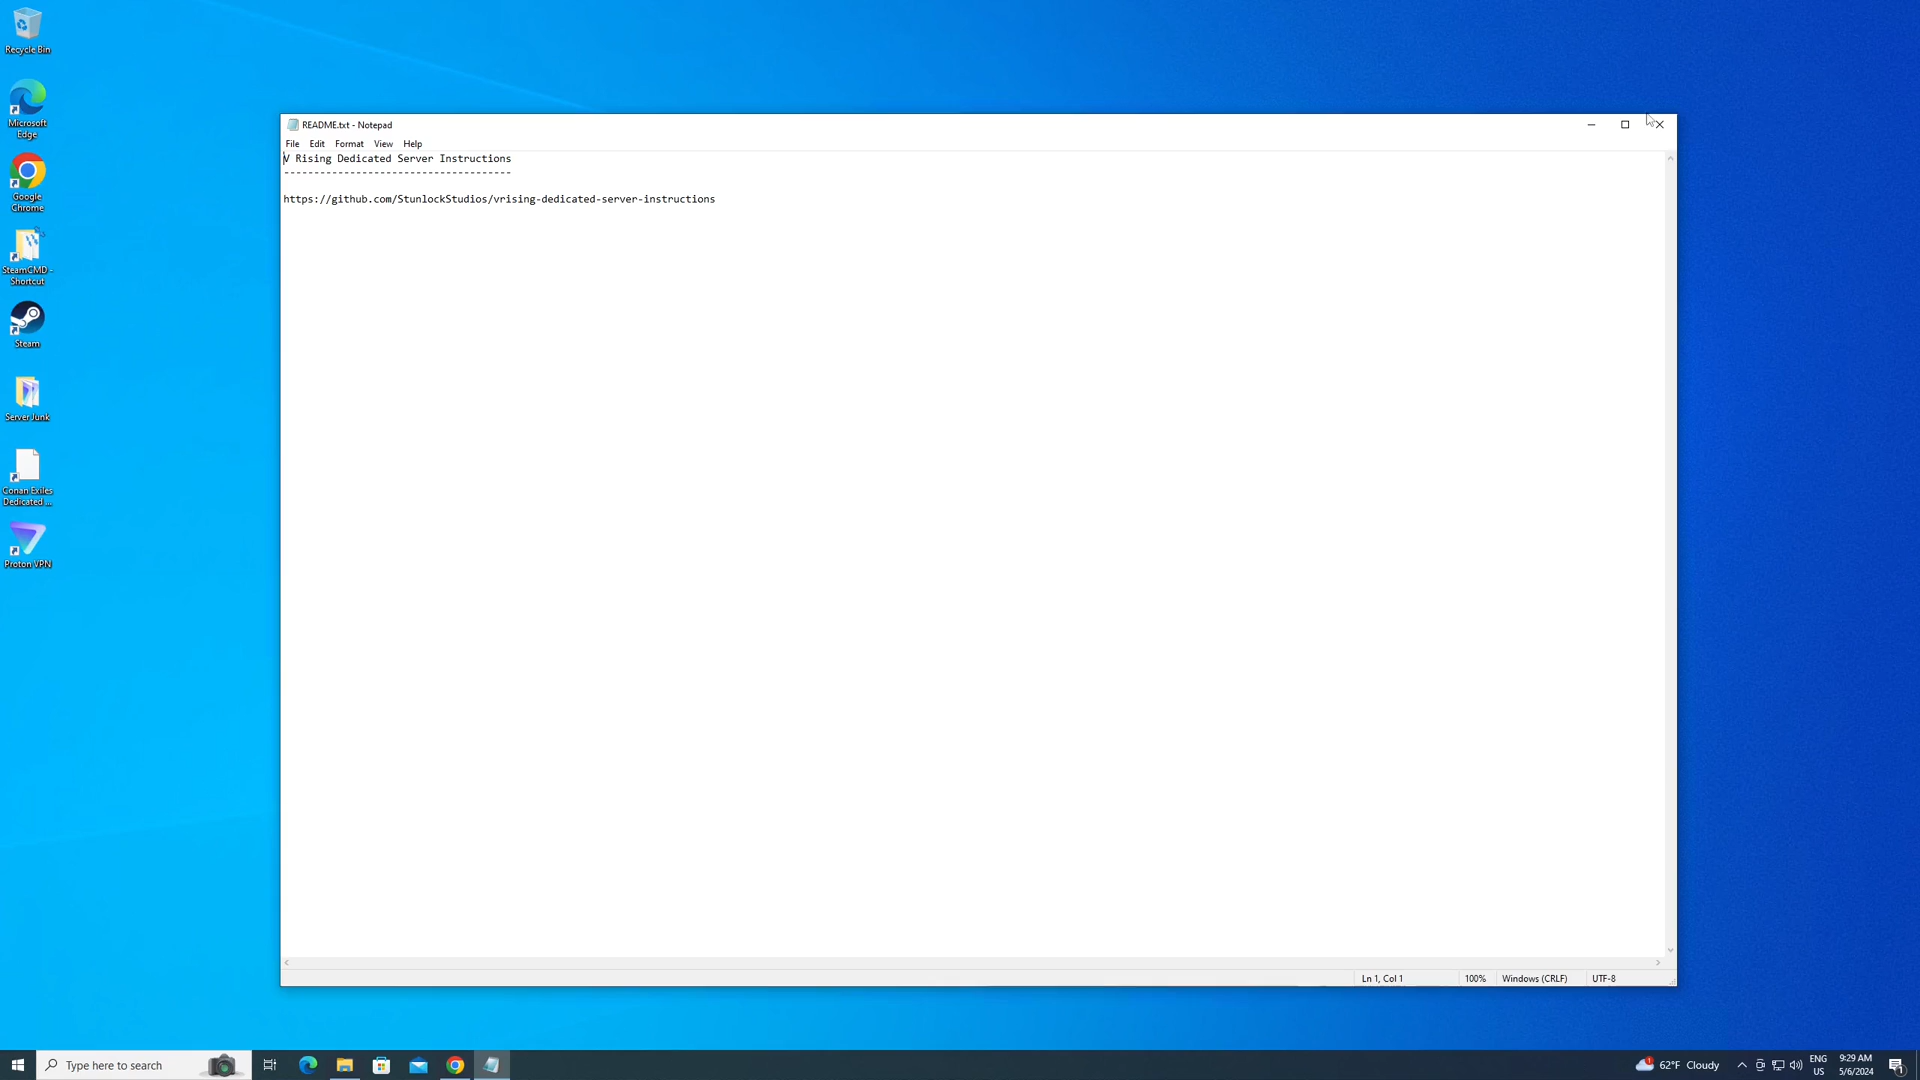 Recycle Bin
Microsoft
Edge
Google
Chrome
SteamCMD -
Shortcut
Steam
Server Junk
Conan Exiles
Dedicated ...
Proton VPN
README.txt - Notepad
File Edit Format View Help
V Rising Dedicated Server Instructions
--------------------------------------
https://github.com/StunlockStudios/vrising-dedicated-server-instructions
Ln 1, Col 1 100% Windows (CRLF) UTF-8
Type here to search
1
62°F Cloudy
ENG
US
9:29 AM
5/6/2024
1